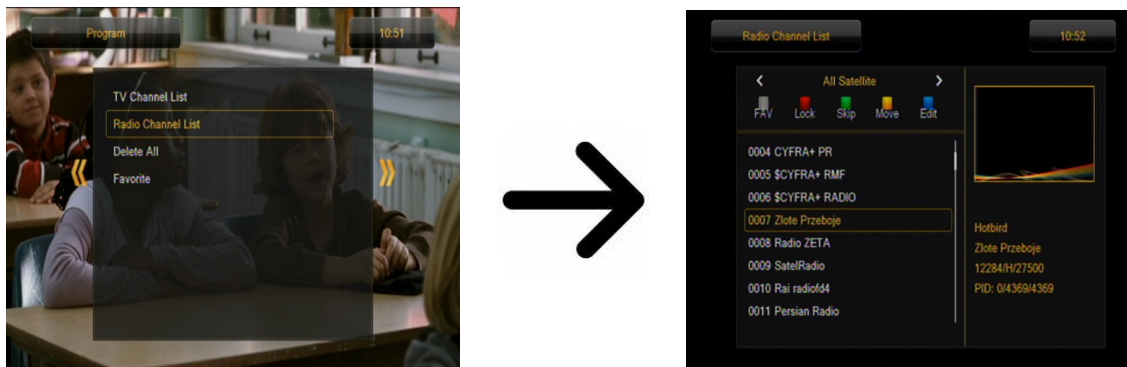 Program
10:51
TV Channel List
Radio Channel List
Delete All
Favorite
Radio Channel List
10:52
All Satellite
FAV Lock Skip Move Edit
0004 CYFRA+ PR
0005 $CYFRA+ RMF
0006 $CYFRA+ RADIO
0007 Zlote Przeboje
0008 Radio ZETA
0009 SatelRadio
0010 Rai radiofd4
0011 Persian Radio
Hotbird
Zlote Przeboje
12284/H/27500
PID: 0/4369/4369